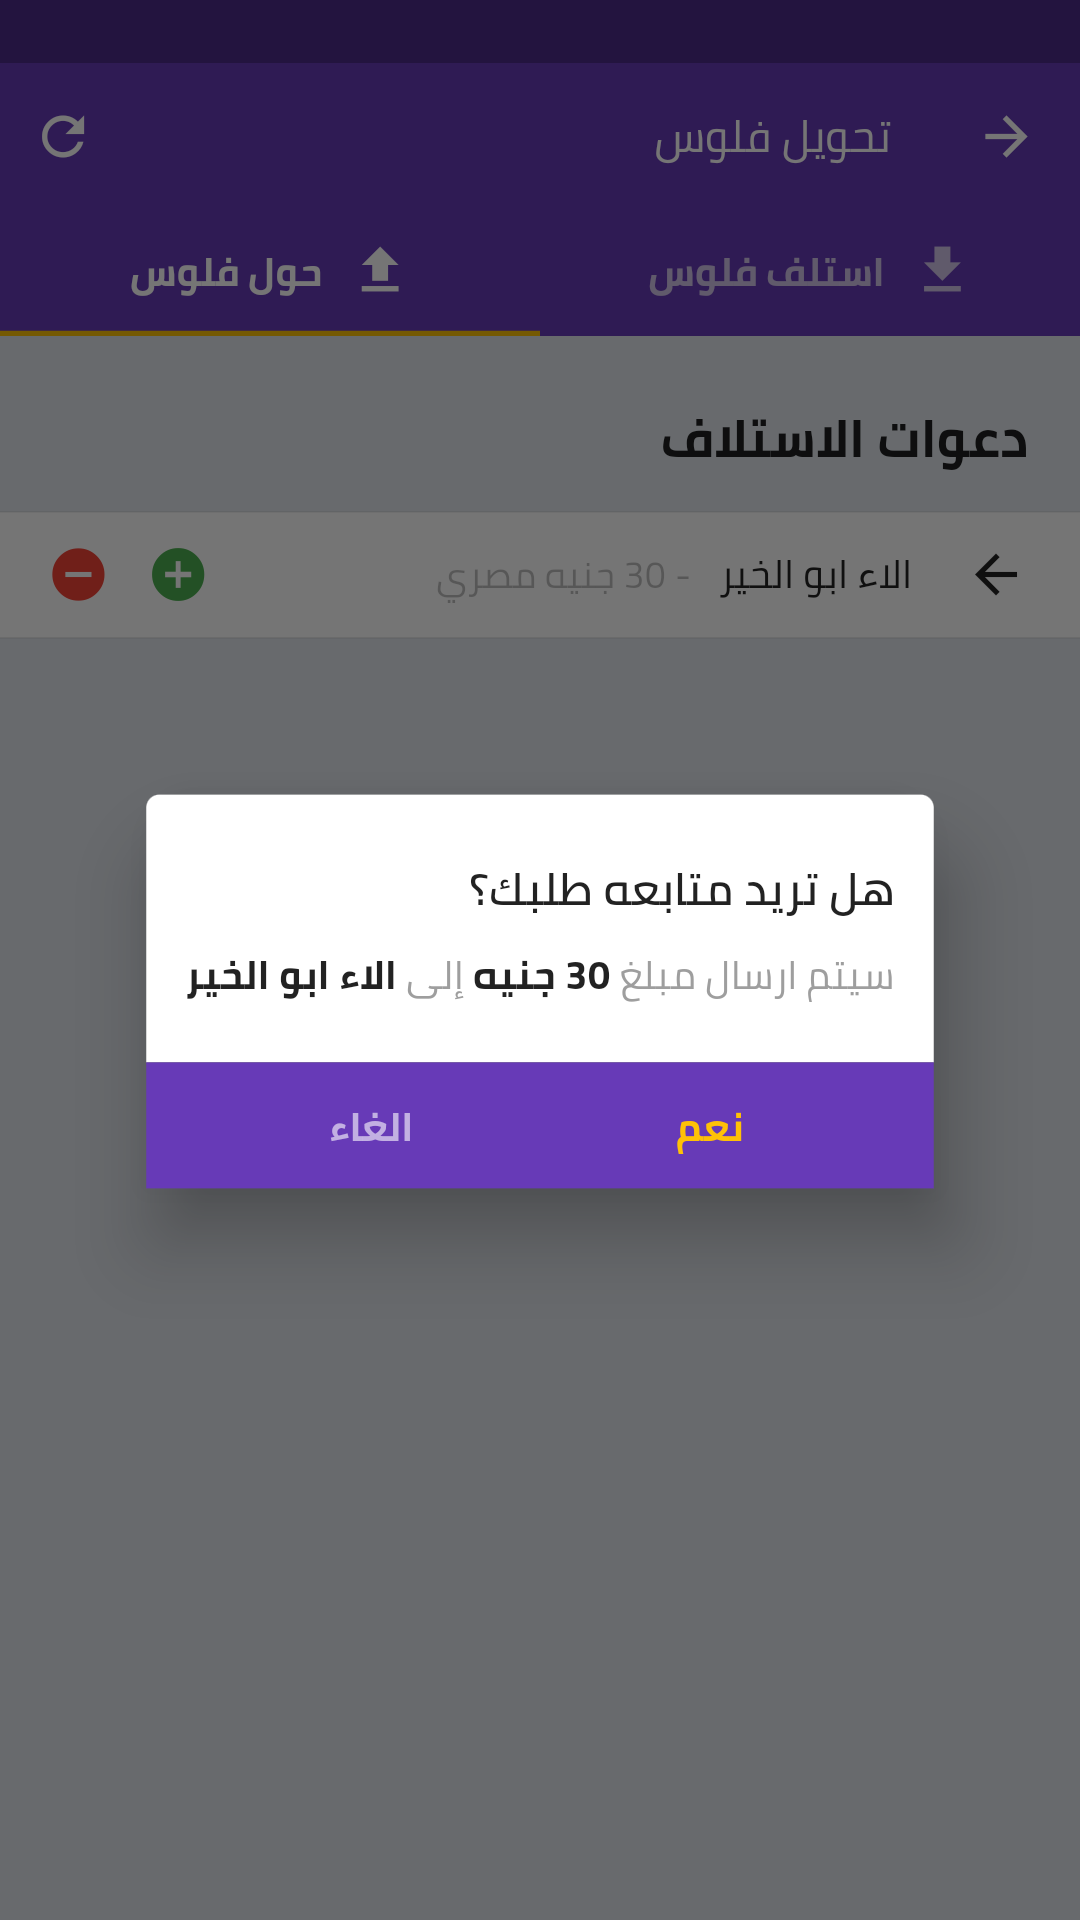 تحويل فلوس
استلف فلوس
حول فلوس
دعوات الاستلاف
الاء ابو الخير - 30 جنيه مصري
هل تريد متابعه طلبك؟
سيتم ارسال مبلغ 30 جنيه إلى الاء ابو الخير
نعم
الغاء